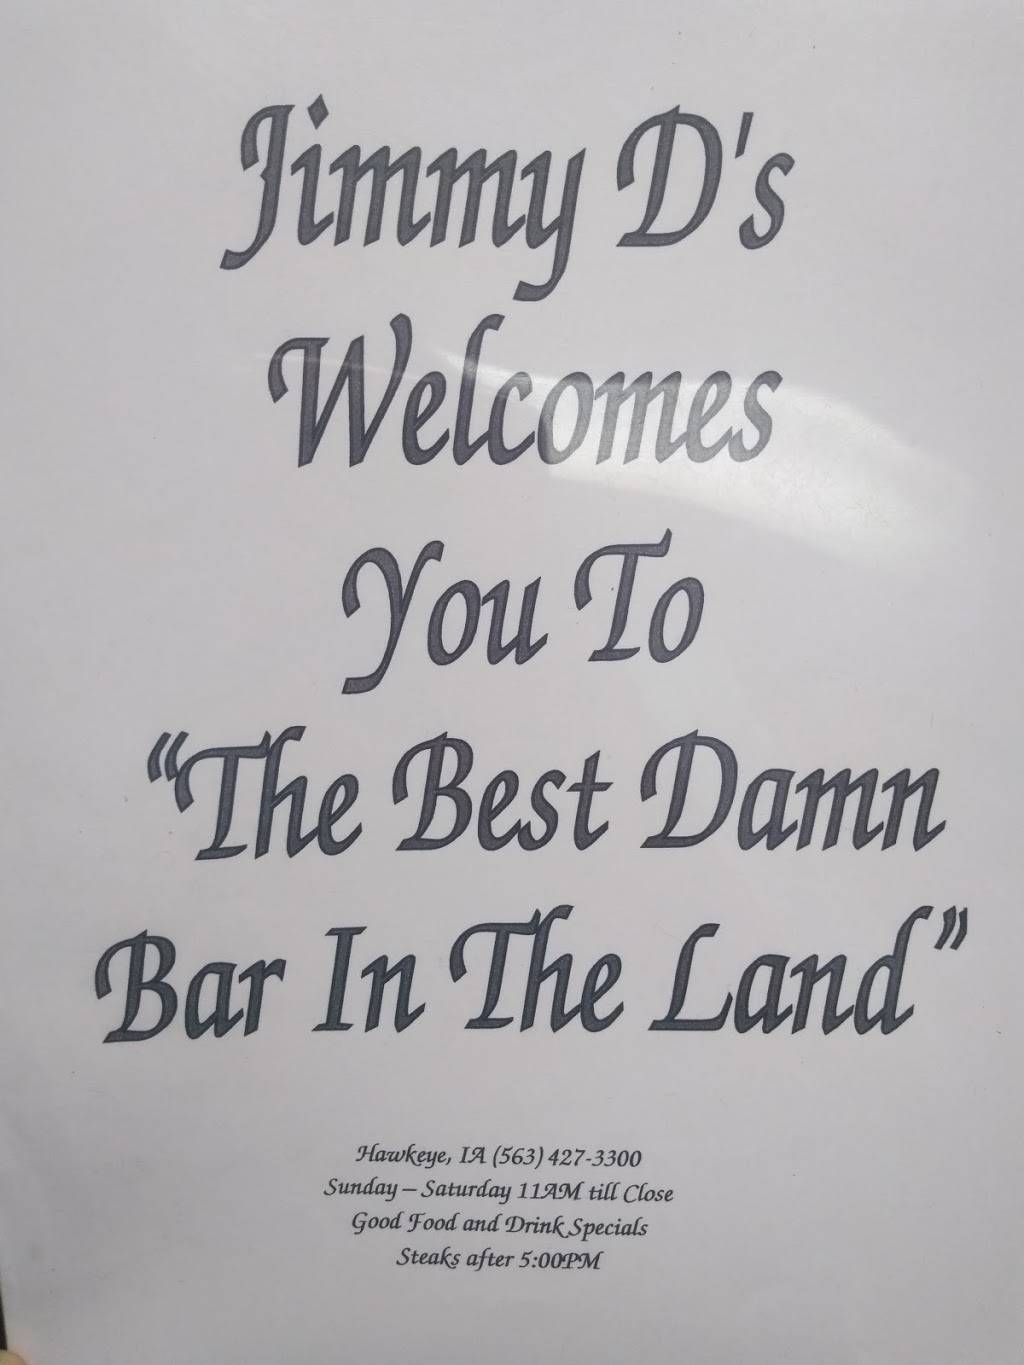 Jimmy D's
Welcomes
You To
“The Best Damn
Bar In The Land”
Hawkeye, IA (563) 427-3300
Sunday – Saturday 11AM till Close
Good Food and Drink Specials
Steaks after 5:00PM